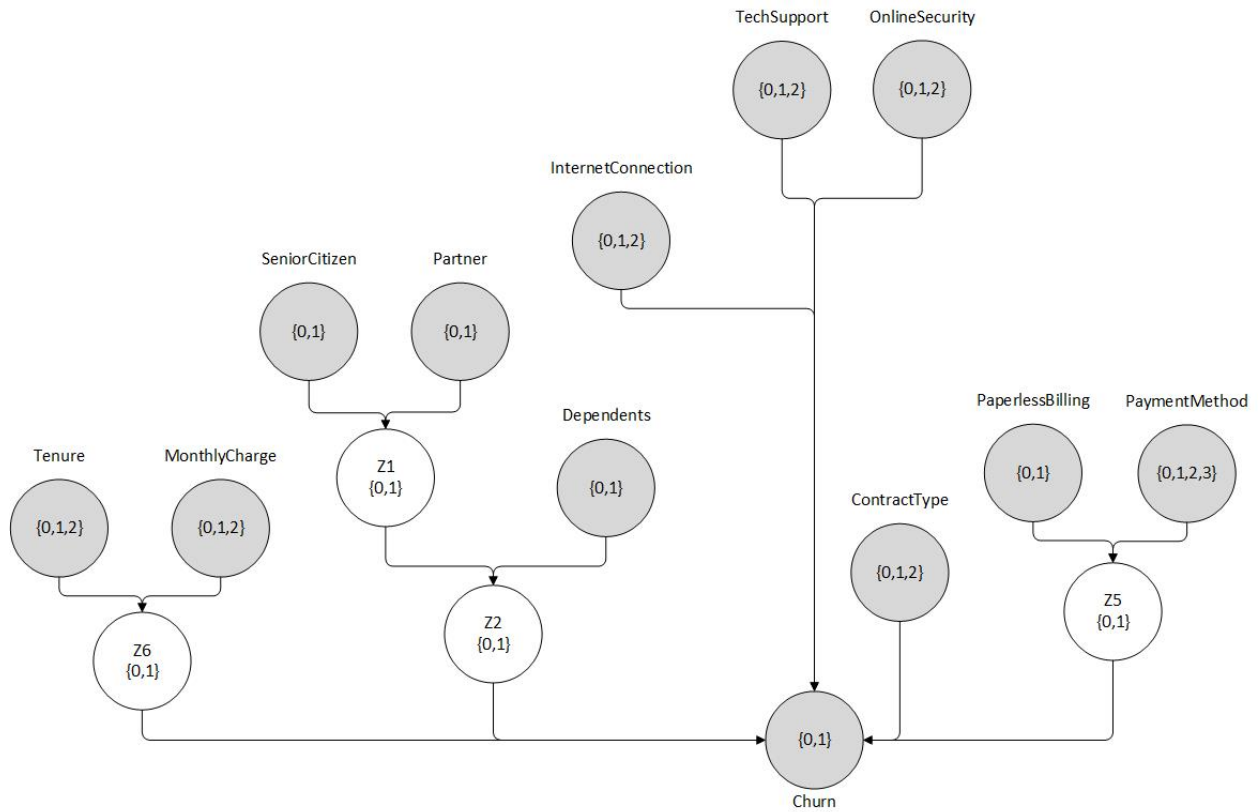 TechSupport
OnlineSecurity
{0,1,2}
{0,1,2}
InternetConnection
{0,1,2}
SeniorCitizen
Partner
{0,1}
{0,1}
Dependents
PaperlessBilling
PaymentMethod
Tenure
MonthlyCharge
Z1
{0,1}
{0,1}
{0,1}
{0,1,2,3}
ContractType
{0,1,2}
{0,1,2}
{0,1,2}
Z5
{0,1}
Z2
{0,1}
Z6
{0,1}
{0,1}
Churn